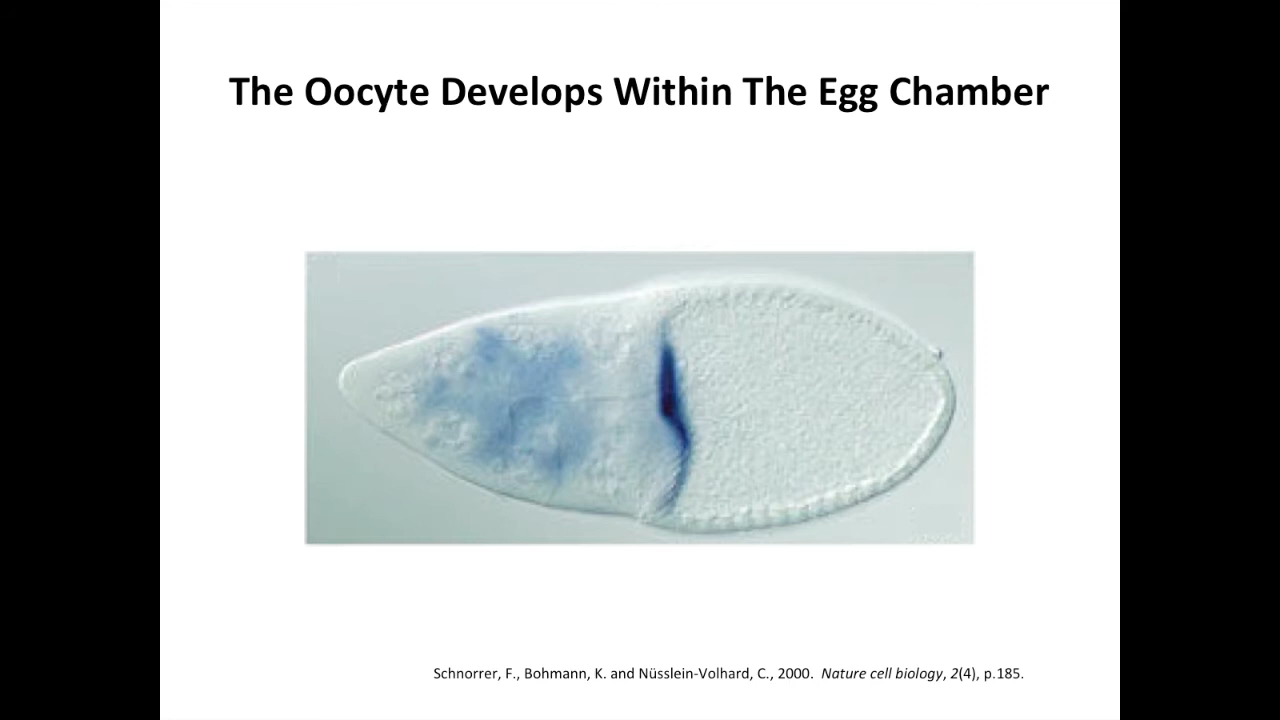 The Oocyte Develops Within The Egg Chamber
Schnorrer, F., Bohmann, K. and Nüsslein-Volhard, C., 2000. Nature cell biology, 2(4), p.185.